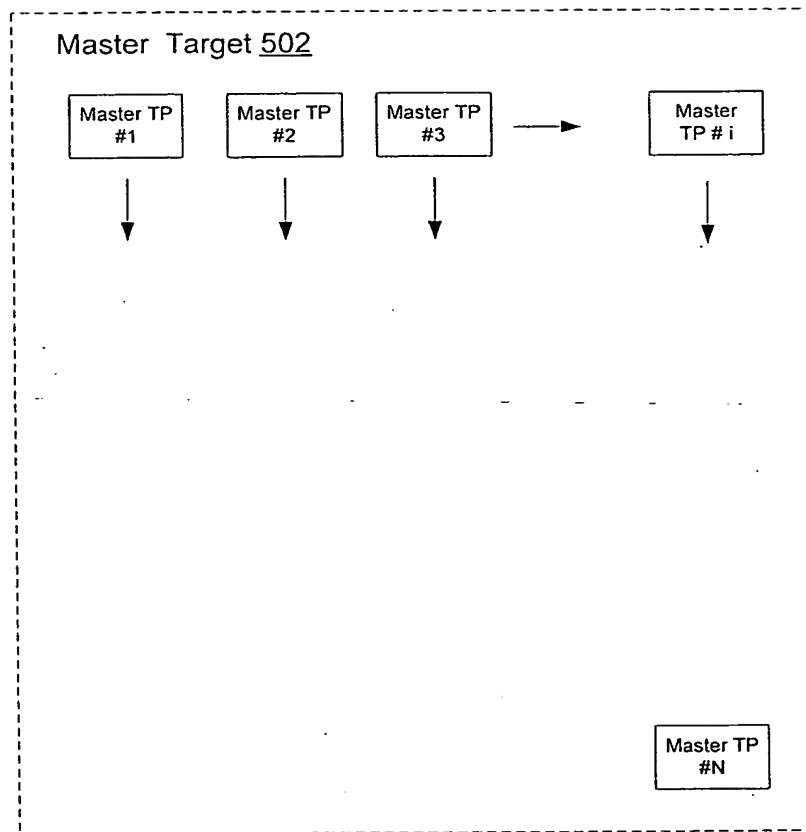 Master Target 502
Master TP
#1
Master TP
#2
Master TP
#3
Master
TP # i
Master TP
#N